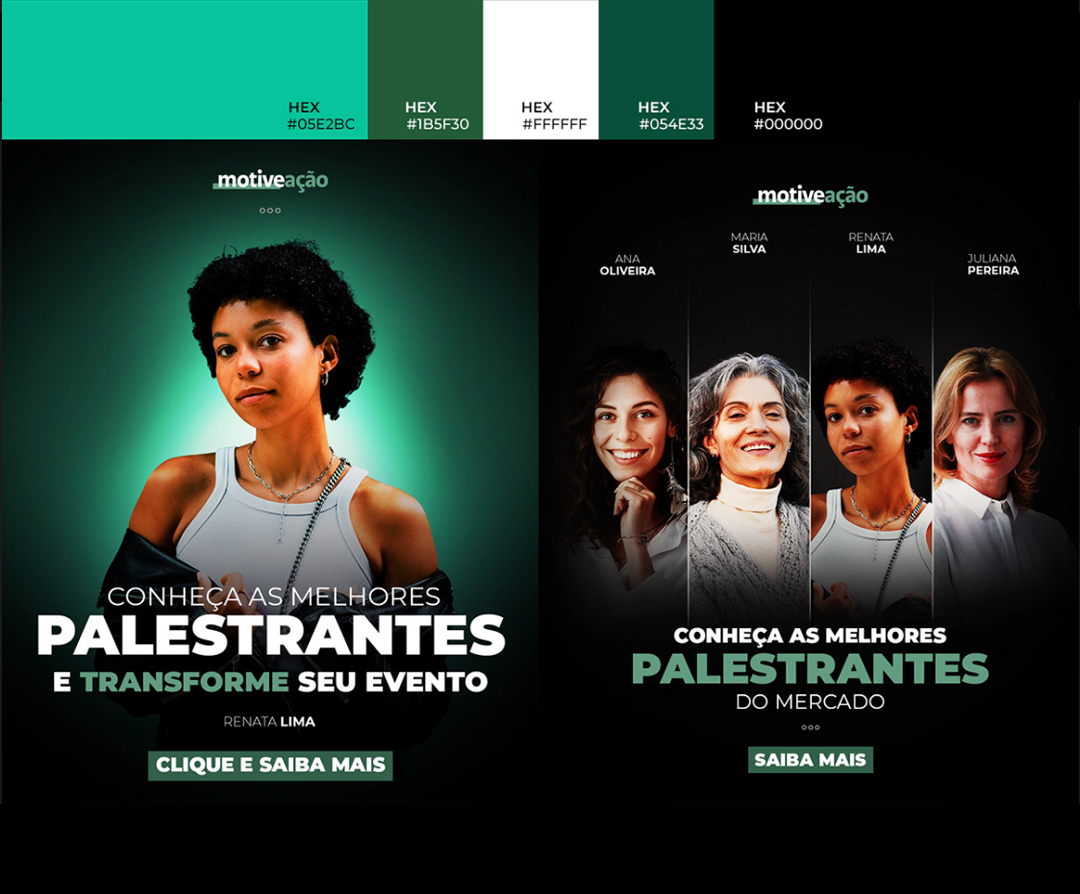 HEX
#05E2BC
HEX
#1B5F30
HEX
#FFFFFF
HEX
#054E33
HEX
#000000
motiveação
CONHEÇA AS MELHORES
PALESTRANTES
E TRANSFORME SEU EVENTO
RENATA LIMA
CLIQUE E SAIBA MAIS
motiveação
ANA
OLIVEIRA
MARIA
SILVA
RENATA
LIMA
JULIANA
PEREIRA
CONHEÇA AS MELHORES
PALESTRANTES
DO MERCADO
SAIBA MAIS